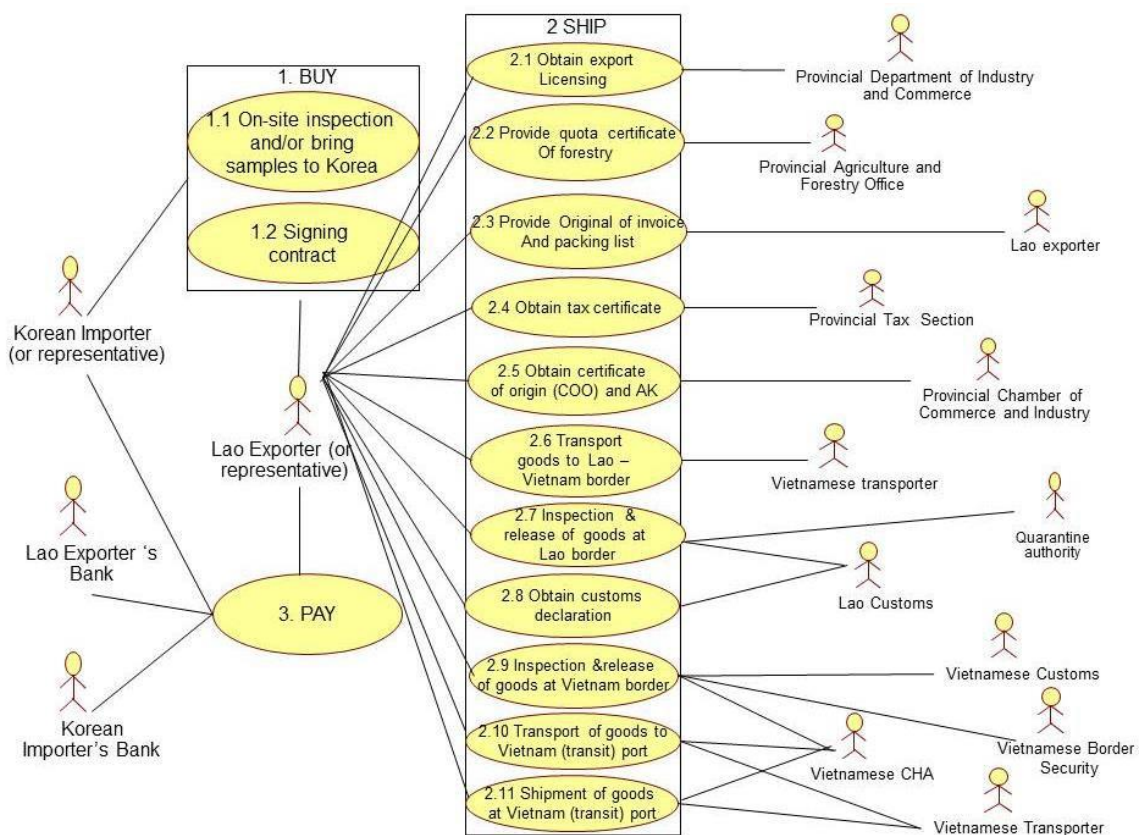 1. BUY
1.1 On-site inspection
and/or bring
samples to Korea
1.2 Signing
contract
Korean Importer
(or representative)
Lao Exporter (or
representative)
Lao Exporter ‘s
Bank
3. PAY
Korean
Importer’s Bank
2 SHIP
2.1 Obtain export
Licensing
2.2 Provide quota certificate
Of forestry
2.3 Provide Original of invoice
And packing list
2.4 Obtain tax certificate
2.5 Obtain certificate
of origin (COO) and AK
2.6 Transport
goods to Lao –
Vietnam border
2.7 Inspection &
release of goods at
Lao border
2.8 Obtain customs
declaration
2.9 Inspection &release
of goods at Vietnam border
2.10 Transport of goods to
Vietnam (transit) port
2.11 Shipment of goods
at Vietnam (transit) port
Provincial Department of Industry
and Commerce
Provincial Agriculture and
Forestry Office
Lao exporter
Provincial Tax Section
Provincial Chamber of
Commerce and Industry
Vietnamese transporter
Quarantine
authority
Lao Customs
Vietnamese Customs
Vietnamese Border
Security
Vietnamese CHA
Vietnamese Transporter